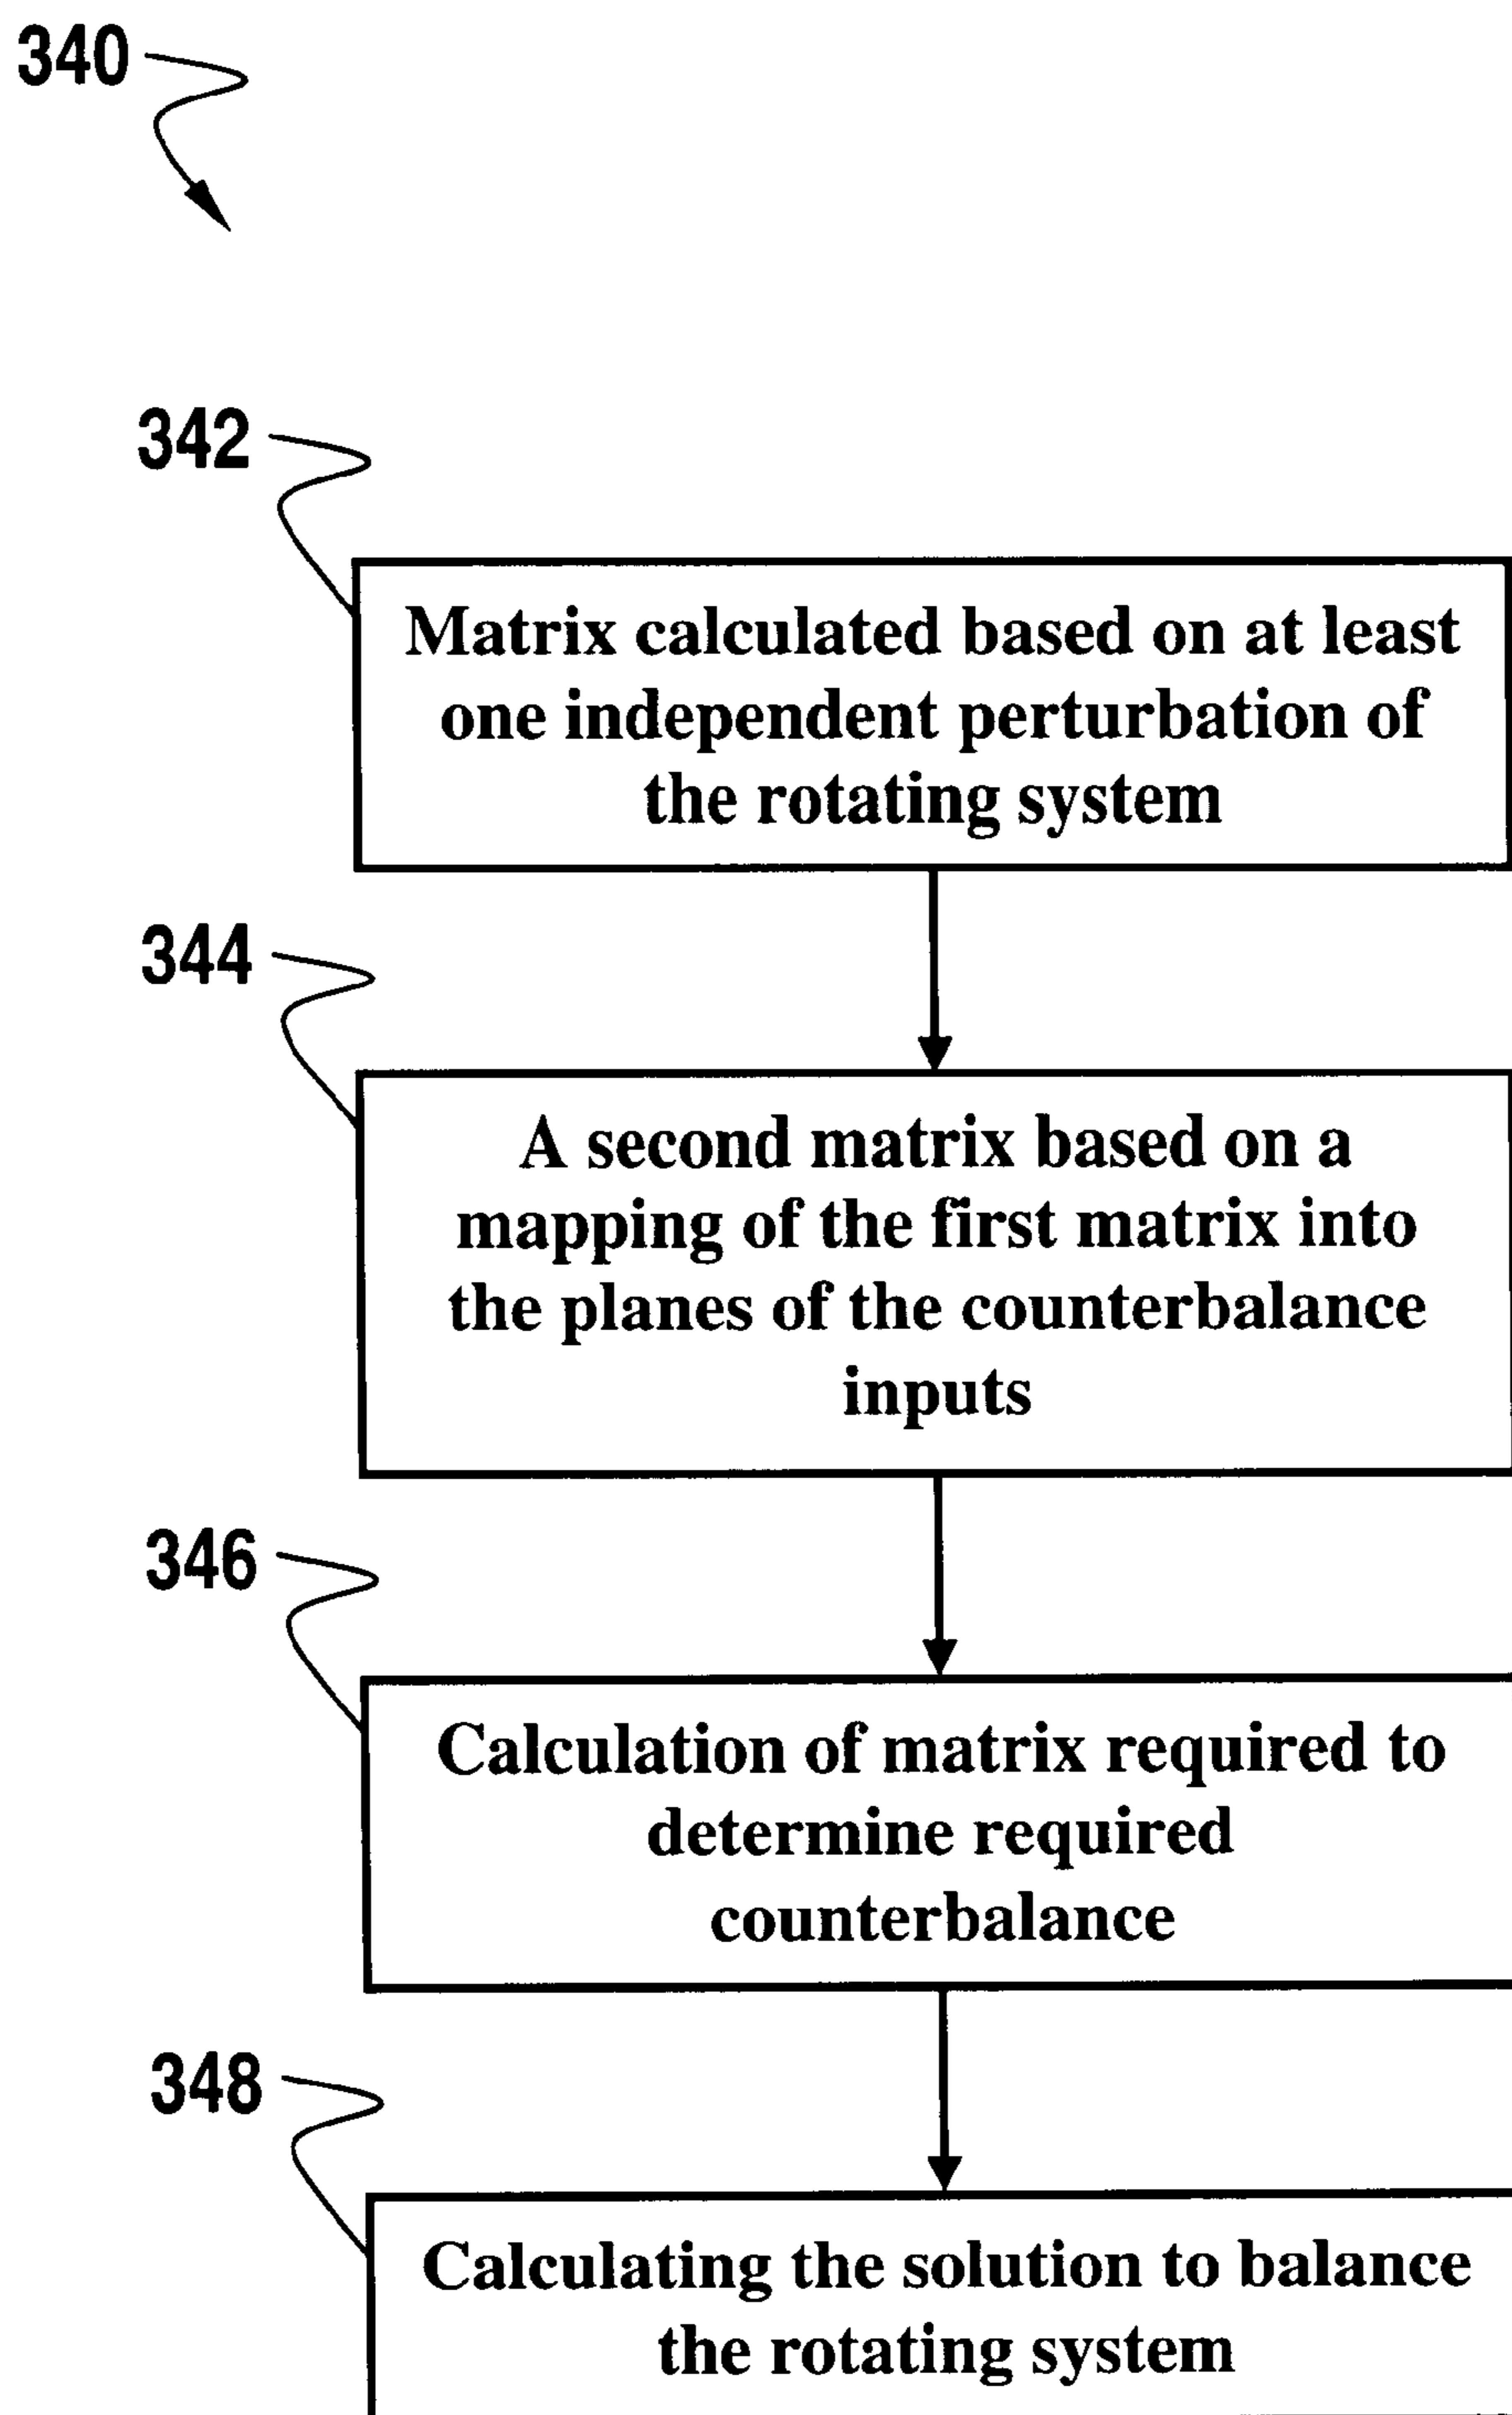 340
342
Matrix calculated based on at least
one independent perturbation of
the rotating system
344
A second matrix based on a
mapping of the first matrix into
the planes of the counterbalance
inputs
346
Calculation of matrix required to
determine required
counterbalance
348
Calculating the solution to balance
the rotating system